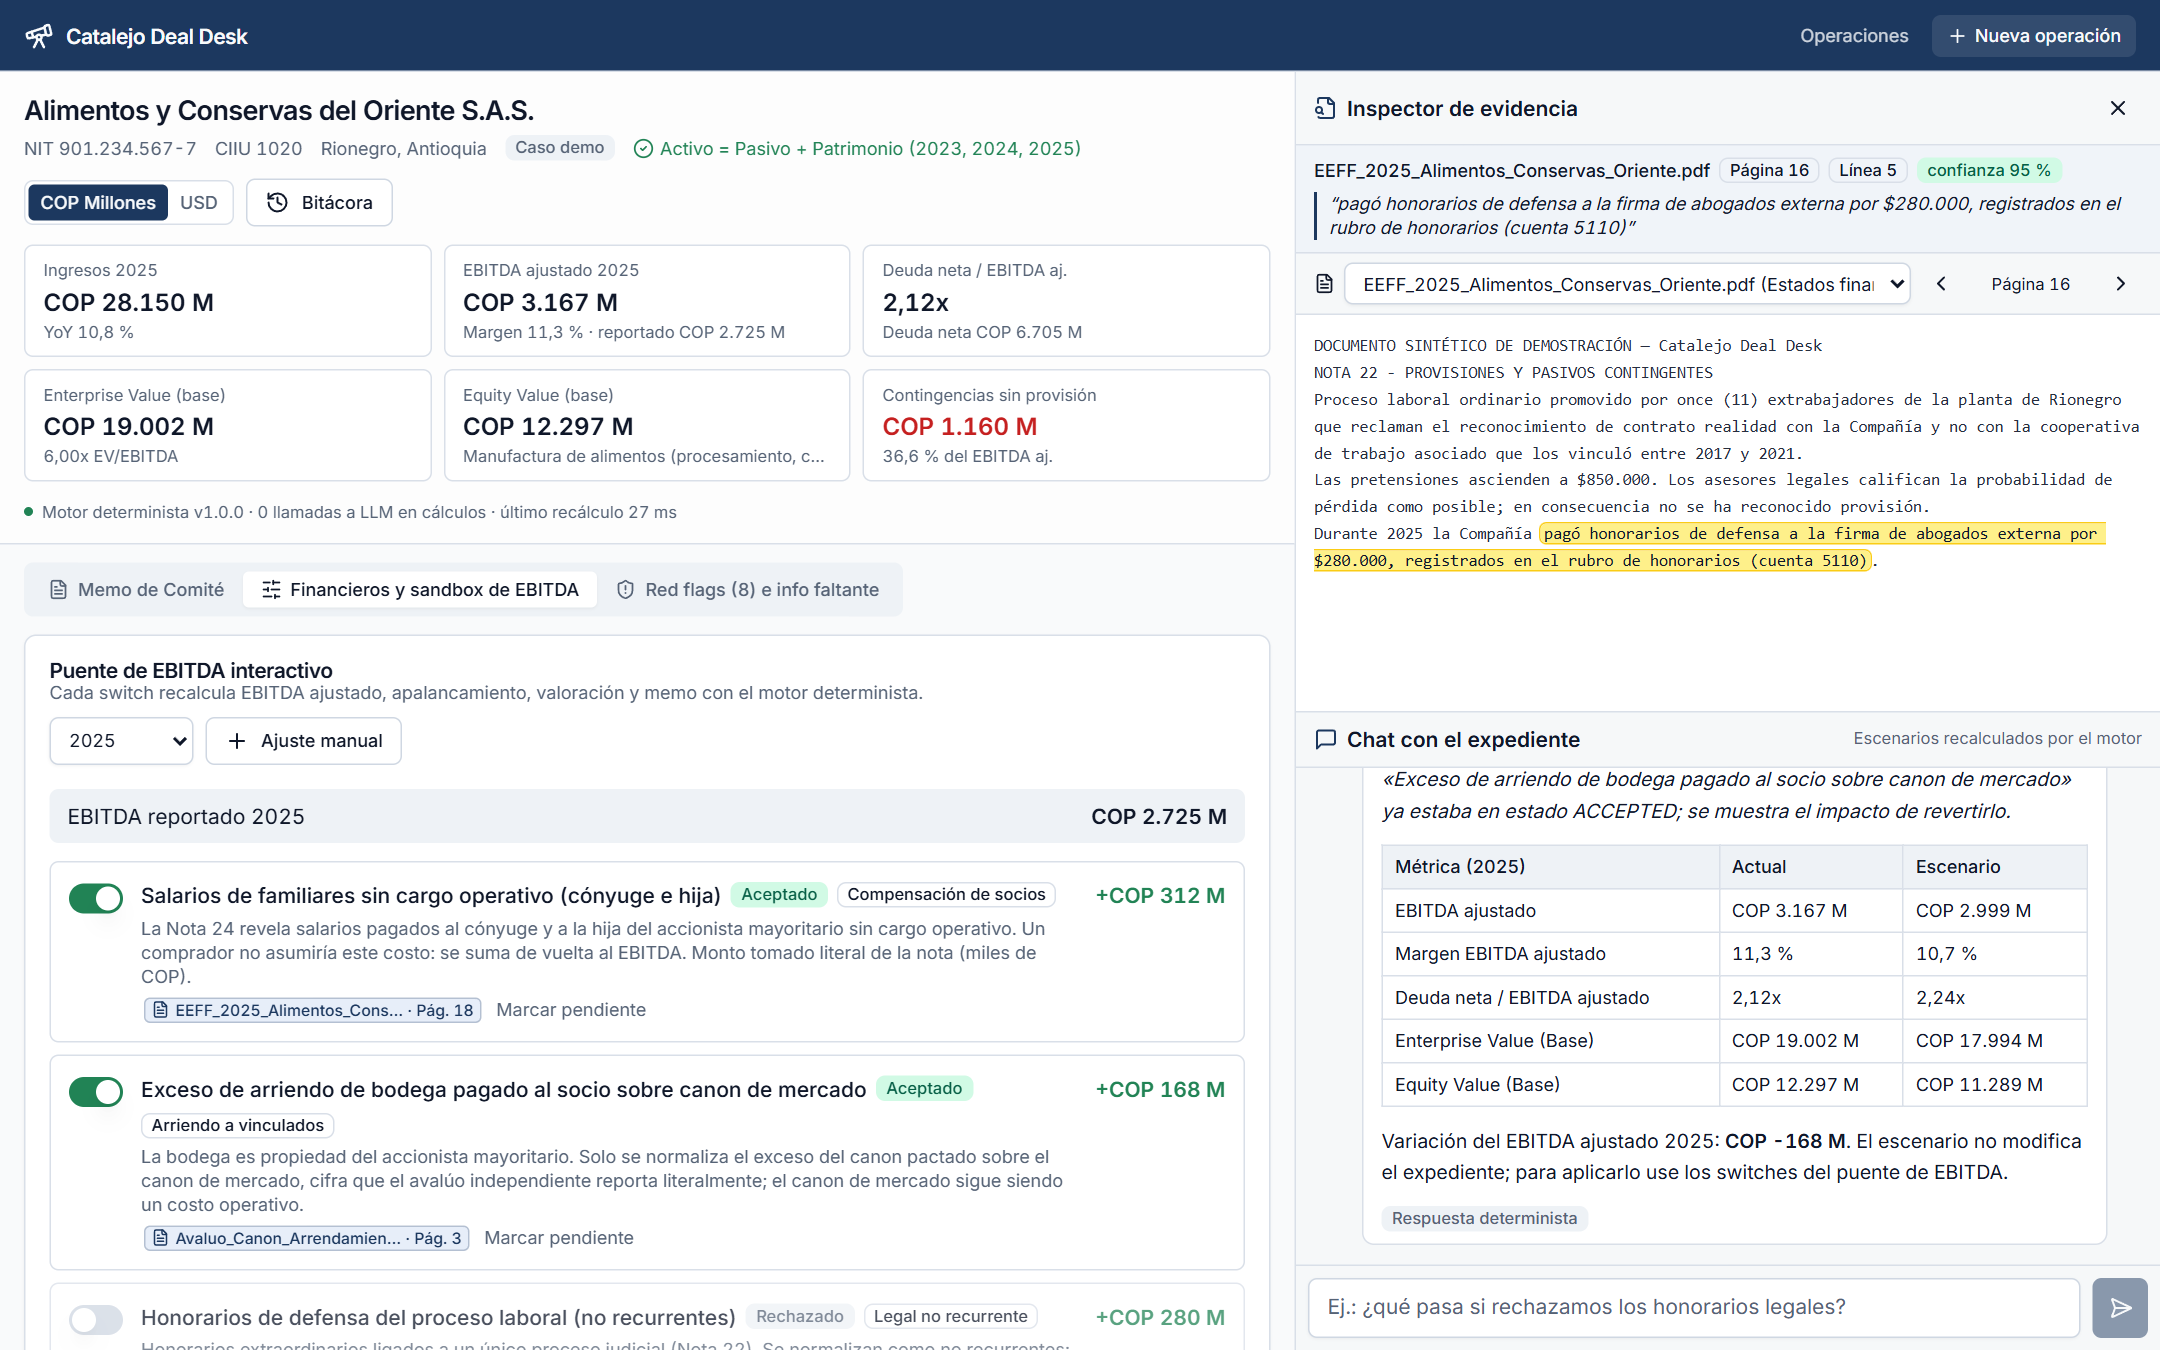 Catalejo Deal Desk
Operaciones
+ Nueva operación
Alimentos y Conservas del Oriente S.A.S.
NIT 901.234.567-7 CIIU 1020 Rionegro, Antioquia Caso demo Activo = Pasivo + Patrimonio (2023, 2024, 2025)
COP Millones USD Bitácora
Ingresos 2025
COP 28.150 M
YoY 10,8 %
EBITDA ajustado 2025
COP 3.167 M
Margen 11,3 % · reportado COP 2.725 M
Deuda neta / EBITDA aj.
2,12x
Deuda neta COP 6.705 M
Enterprise Value (base)
COP 19.002 M
6,00x EV/EBITDA
Equity Value (base)
COP 12.297 M
Manufactura de alimentos (procesamiento, c...
Contingencias sin provisión
COP 1.160 M
36,6 % del EBITDA aj.
Motor determinista v1.0.0 · 0 llamadas a LLM en cálculos · último recálculo 27 ms
Memo de Comité
Financieros y sandbox de EBITDA
Red flags (8) e info faltante
Puente de EBITDA interactivo
Cada switch recalcula EBITDA ajustado, apalancamiento, valoración y memo con el motor determinista.
2025
+ Ajuste manual
EBITDA reportado 2025 COP 2.725 M
Salarios de familiares sin cargo operativo (cónyuge e hija) Aceptado Compensación de socios +COP 312 M
La Nota 24 revela salarios pagados al cónyuge y a la hija del accionista mayoritario sin cargo operativo. Un
comprador no asumiría este costo: se suma de vuelta al EBITDA. Monto tomado literal de la nota (miles de
COP).
EEFF_2025_Alimentos_Cons... · Pág. 18 Marcar pendiente
Exceso de arriendo de bodega pagado al socio sobre canon de mercado Aceptado +COP 168 M
Arriendo a vinculados
La bodega es propiedad del accionista mayoritario. Solo se normaliza el exceso del canon pactado sobre el
canon de mercado, cifra que el avalúo independiente reporta literalmente; el canon de mercado sigue siendo
un costo operativo.
Avaluo_Canon_Arrendamien... · Pág. 3 Marcar pendiente
Honorarios de defensa del proceso laboral (no recurrentes) Rechazado Legal no recurrente +COP 280 M
Honorarios extraordinarios ligados a un único proceso judicial (Nota 22). Se normalizan como no recurrentes;
Inspector de evidencia
EEFF_2025_Alimentos_Conservas_Oriente.pdf Página 16 Línea 5 confianza 95 %
“pagó honorarios de defensa a la firma de abogados externa por $280.000, registrados en el
rubro de honorarios (cuenta 5110)”
EEFF_2025_Alimentos_Conservas_Oriente.pdf (Estados finar
Página 16
DOCUMENTO SINTÉTICO DE DEMOSTRACIÓN — Catalejo Deal Desk
NOTA 22 - PROVISIONES Y PASIVOS CONTINGENTES
Proceso laboral ordinario promovido por once (11) extrabajadores de la planta de Rionegro
que reclaman el reconocimiento de contrato realidad con la Compañía y no con la cooperativa
de trabajo asociado que los vinculó entre 2017 y 2021.
Las pretensiones ascienden a $850.000. Los asesores legales califican la probabilidad de
pérdida como posible; en consecuencia no se ha reconocido provisión.
Durante 2025 la Compañía pagó honorarios de defensa a la firma de abogados externa por
$280.000, registrados en el rubro de honorarios (cuenta 5110).
Chat con el expediente
Escenarios recalculados por el motor
«Exceso de arriendo de bodega pagado al socio sobre canon de mercado»
ya estaba en estado ACCEPTED; se muestra el impacto de revertirlo.
Métrica (2025) Actual Escenario
EBITDA ajustado COP 3.167 M COP 2.999 M
Margen EBITDA ajustado 11,3 % 10,7 %
Deuda neta / EBITDA ajustado 2,12x 2,24x
Enterprise Value (Base) COP 19.002 M COP 17.994 M
Equity Value (Base) COP 12.297 M COP 11.289 M
Variación del EBITDA ajustado 2025: COP -168 M. El escenario no modifica
el expediente; para aplicarlo use los switches del puente de EBITDA.
Respuesta determinista
Ej.: ¿qué pasa si rechazamos los honorarios legales?